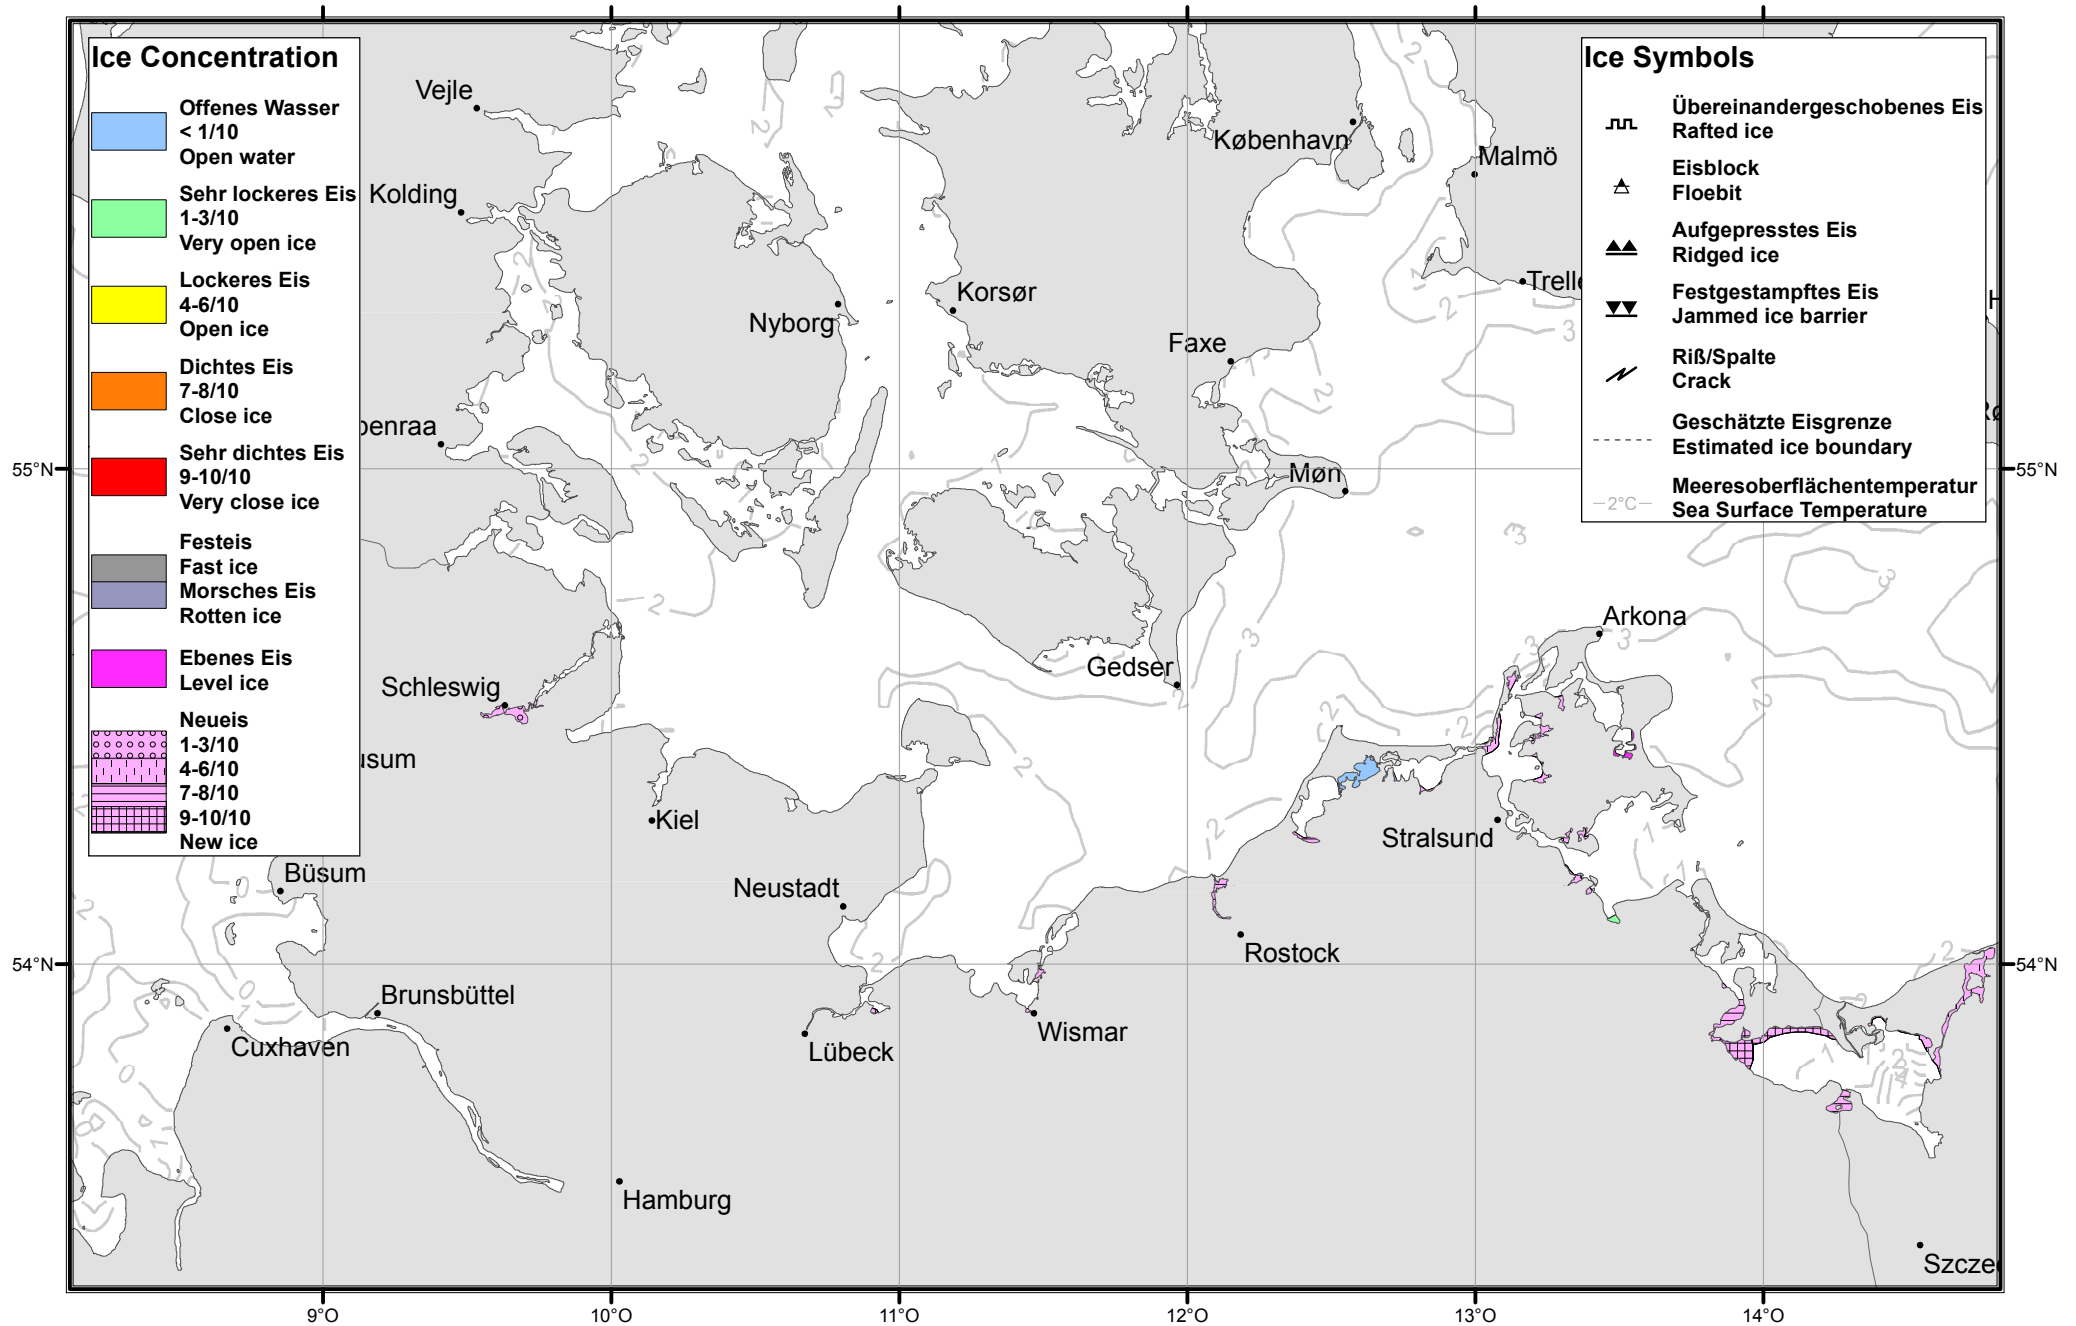 Ice Concentration
Offenes Wasser
< 1/10
Open water
Sehr lockeres Eis
1-3/10
Very open ice
Lockeres Eis
4-6/10
Open ice
Dichtes Eis
7-8/10
Close ice
Sehr dichtes Eis
9-10/10
Very close ice
Festeis
Fast ice
Morsches Eis
Rotten ice
Ebenes Eis
Level ice
Neueis
1-3/10
4-6/10
7-8/10
9-10/10
New ice
Ice Symbols
Übereinandergeschobenes Eis
Rafted ice
Eisblock
Floebit
Aufgepresstes Eis
Ridged ice
Festgestampftes Eis
Jammed ice barrier
Riß/Spalte
Crack
Geschätzte Eisgrenze
Estimated ice boundary
2°C
Meeresoberflächentemperatur
Sea Surface Temperature
Vejle
København
Malmö
Kolding
Trelle
Korsør
Nyborg
Faxe
penraa
Møn
55°N
55°N
Arkona
Gedser
Schleswig
usum
Kiel
Stralsund
Büsum
Neustadt
Rostock
54°N
54°N
Brunsbüttel
Cuxhaven
Wismar
Lübeck
Hamburg
Szcze
9°O
10°O
11°O
12°O
13°O
14°O